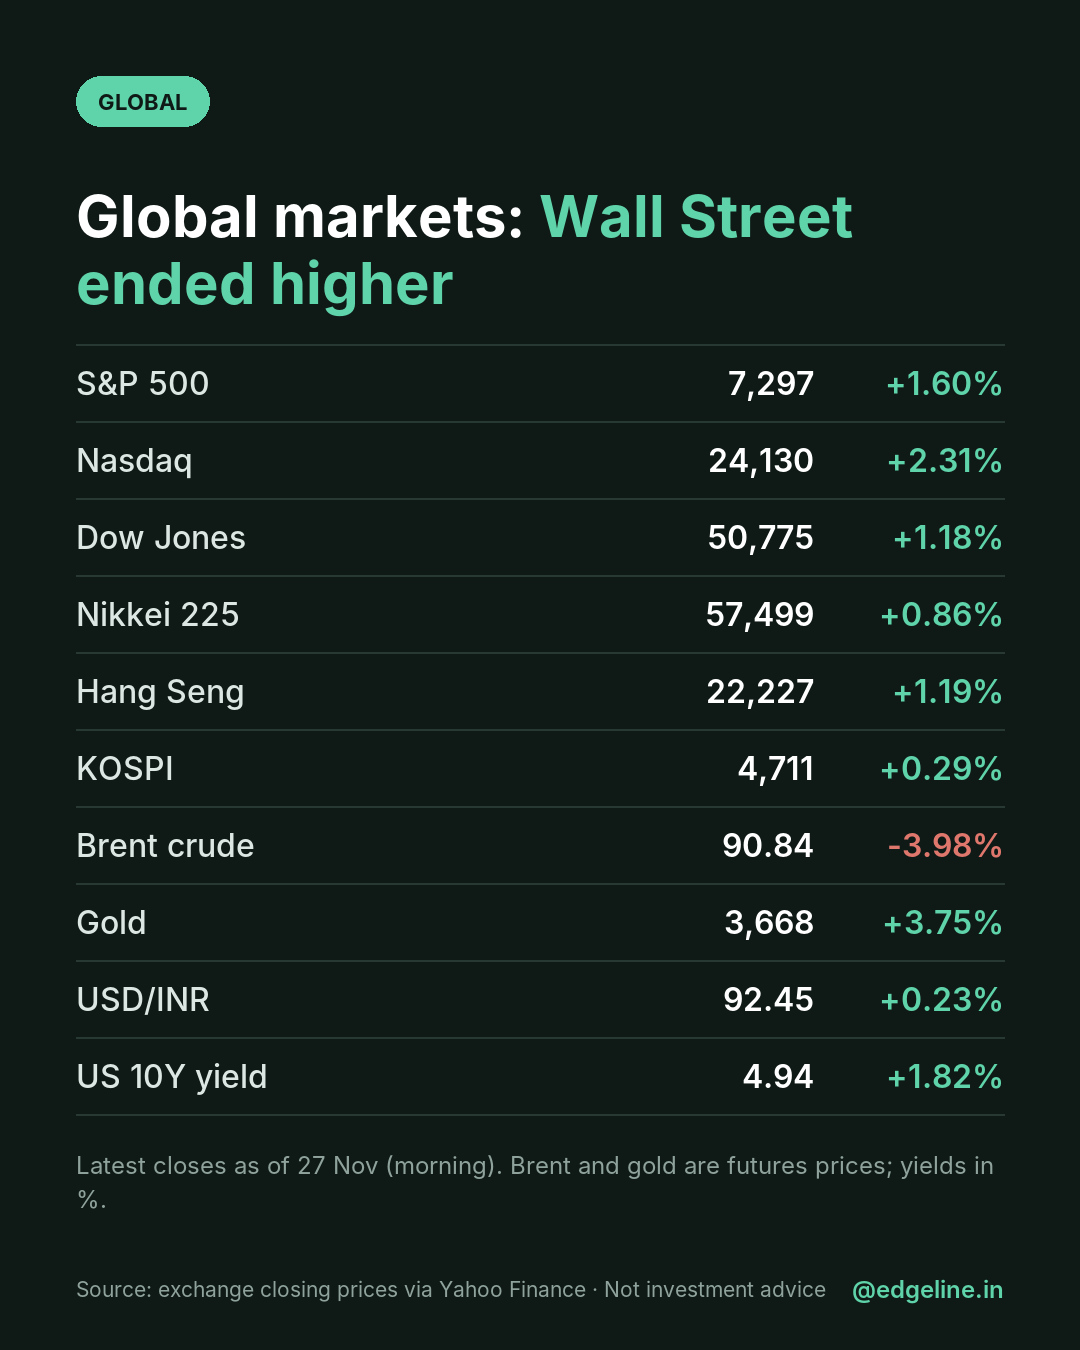 GLOBAL
Global markets: Wall Street
ended higher
S&P 500 7,297 +1.60%
Nasdaq 24,130 +2.31%
Dow Jones 50,775 +1.18%
Nikkei 225 57,499 +0.86%
Hang Seng 22,227 +1.19%
KOSPI 4,711 +0.29%
Brent crude 90.84 -3.98%
Gold 3,668 +3.75%
USD/INR 92.45 +0.23%
US 10Y yield 4.94 +1.82%
Latest closes as of 27 Nov (morning). Brent and gold are futures prices; yields in
%.
Source: exchange closing prices via Yahoo Finance · Not investment advice @edgeline.in